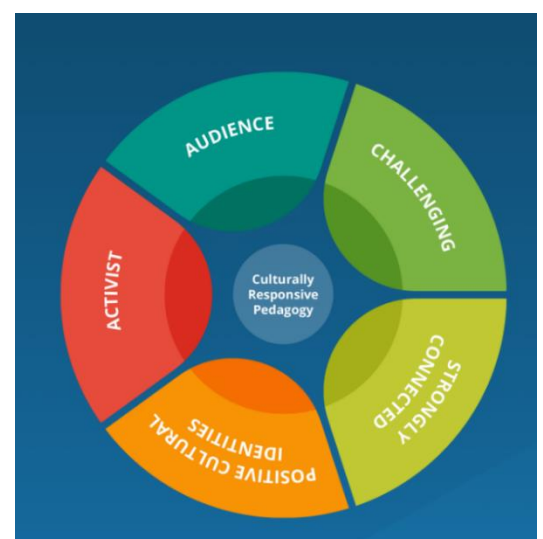 AUDIENCE
CHALLENGING
STRONGLY
CONNECTED
POSITIVE CULTURAL
IDENTITIES
ACTIVIST
Culturally
Responsive
Pedagogy